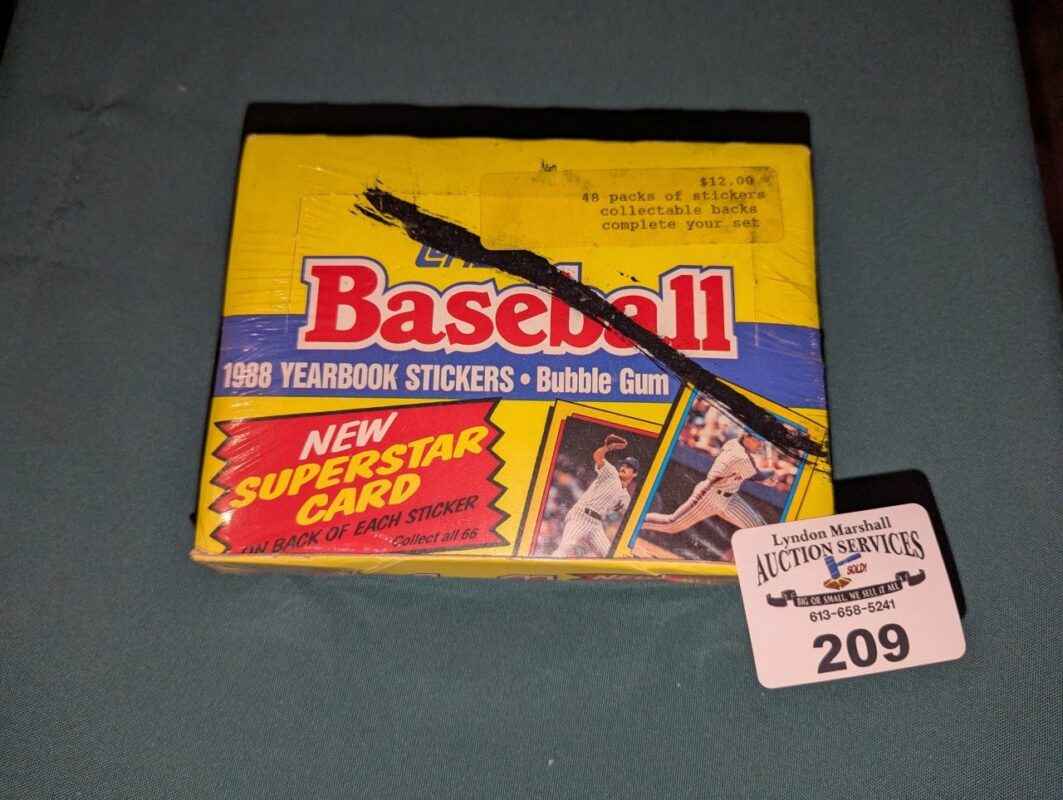 $12.00
48 packs of stickers
collectable backs
complete your set
Baseball
1988 YEARBOOK STICKERS • Bubble Gum
NEW
SUPERSTAR
CARD
ON BACK OF EACH STICKER
Collect all 66
Lyndon Marshall
AUCTION SERVICES
SOLD!
BIG OR SMALL, WE SELL IT ALL
613-658-5241
209